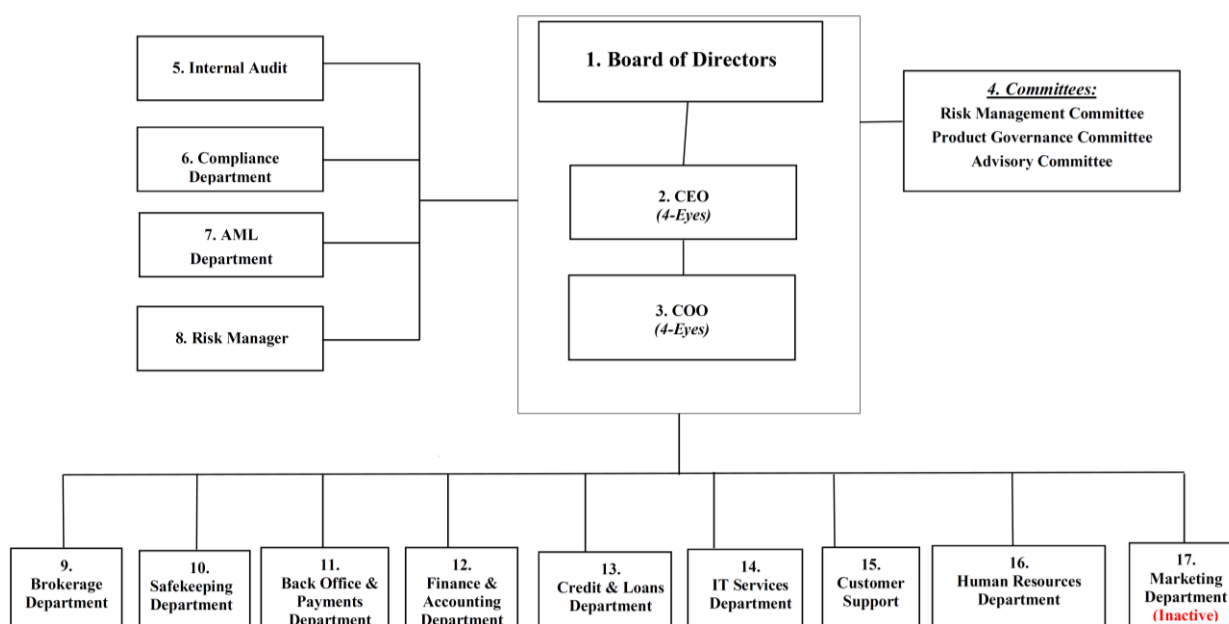 1. Board of Directors
2. CEO
(4-Eyes)
3. COO
(4-Eyes)
4. Committees:
Risk Management Committee
Product Governance Committee
Advisory Committee
5. Internal Audit
6. Compliance
Department
7. AML
Department
8. Risk Manager
9.
Brokerage
Department
10.
Safekeeping
Department
11.
Back Office &
Payments
Department
12.
Finance &
Accounting
Department
13.
Credit & Loans
Department
14.
IT Services
Department
15.
Customer
Support
16.
Human Resources
Department
17.
Marketing
Department
(Inactive)